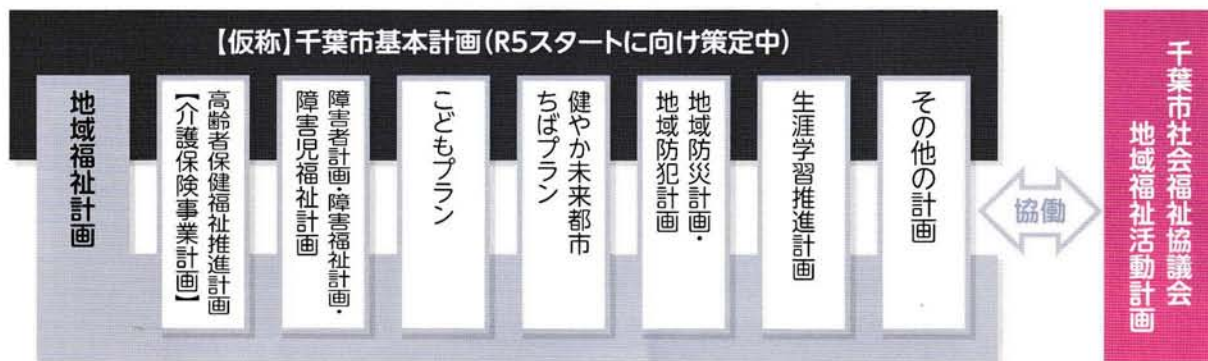 【仮称】千葉市基本計画(R5スタートに向け策定中)
地域福祉計画
高齢者保健福祉推進計画
【介護保険事業計画】
障害者計画・障害福祉計画・
障害児福祉計画
こどもプラン
健やか未来都市
ちばプラン
地域防災計画・
地域防犯計画
生涯学習推進計画
その他の計画
協働
千葉市社会福祉協議会
地域福祉活動計画